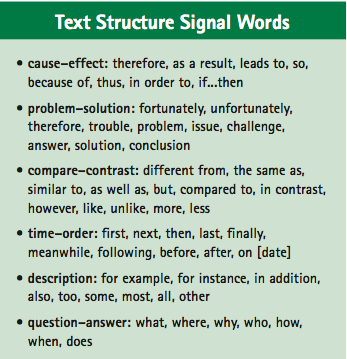 Text Structure Signal Words
• cause–effect: therefore, as a result, leads to, so,
because of, thus, in order to, if...then
• problem–solution: fortunately, unfortunately,
therefore, trouble, problem, issue, challenge,
answer, solution, conclusion
• compare–contrast: different from, the same as,
similar to, as well as, but, compared to, in contrast,
however, like, unlike, more, less
• time–order: first, next, then, last, finally,
meanwhile, following, before, after, on [date]
• description: for example, for instance, in addition,
also, too, some, most, all, other
• question–answer: what, where, why, who, how,
when, does